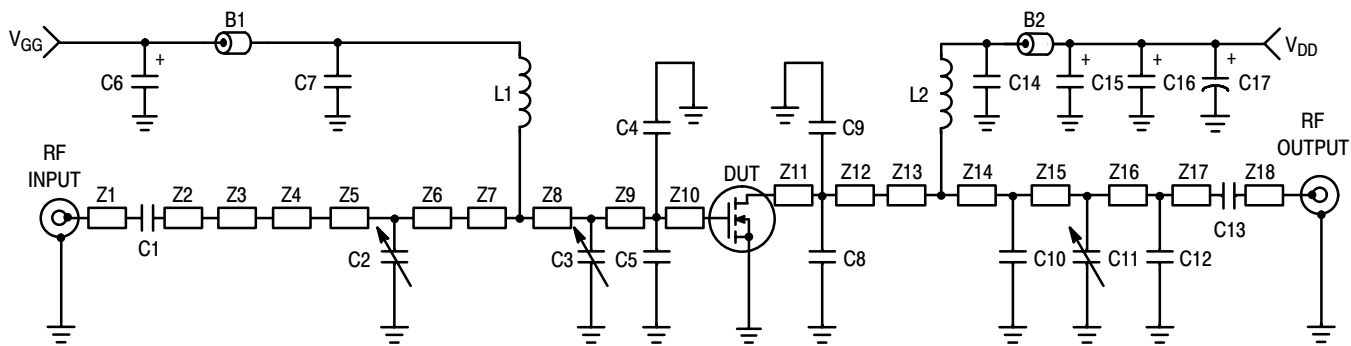 B1
B2
VGG
VDD
+
+
+
+
C6
C7
L1
C4
C9
L2
C14
C15
C16
C17
RF
INPUT
RF
OUTPUT
Z1
Z2
Z3
Z4
Z5
Z6
Z7
Z8
Z9
Z10
DUT
Z11
Z12
Z13
Z14
Z15
Z16
Z17
Z18
C1
C2
C3
C5
C8
C10
C11
C12
C13